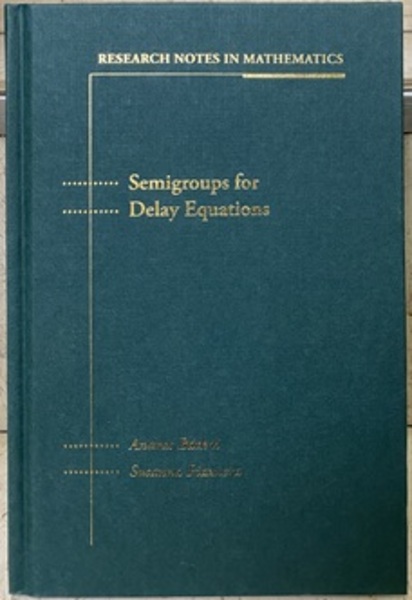 RESEARCH NOTES IN MATHEMATICS
Semigroups for
Delay Equations